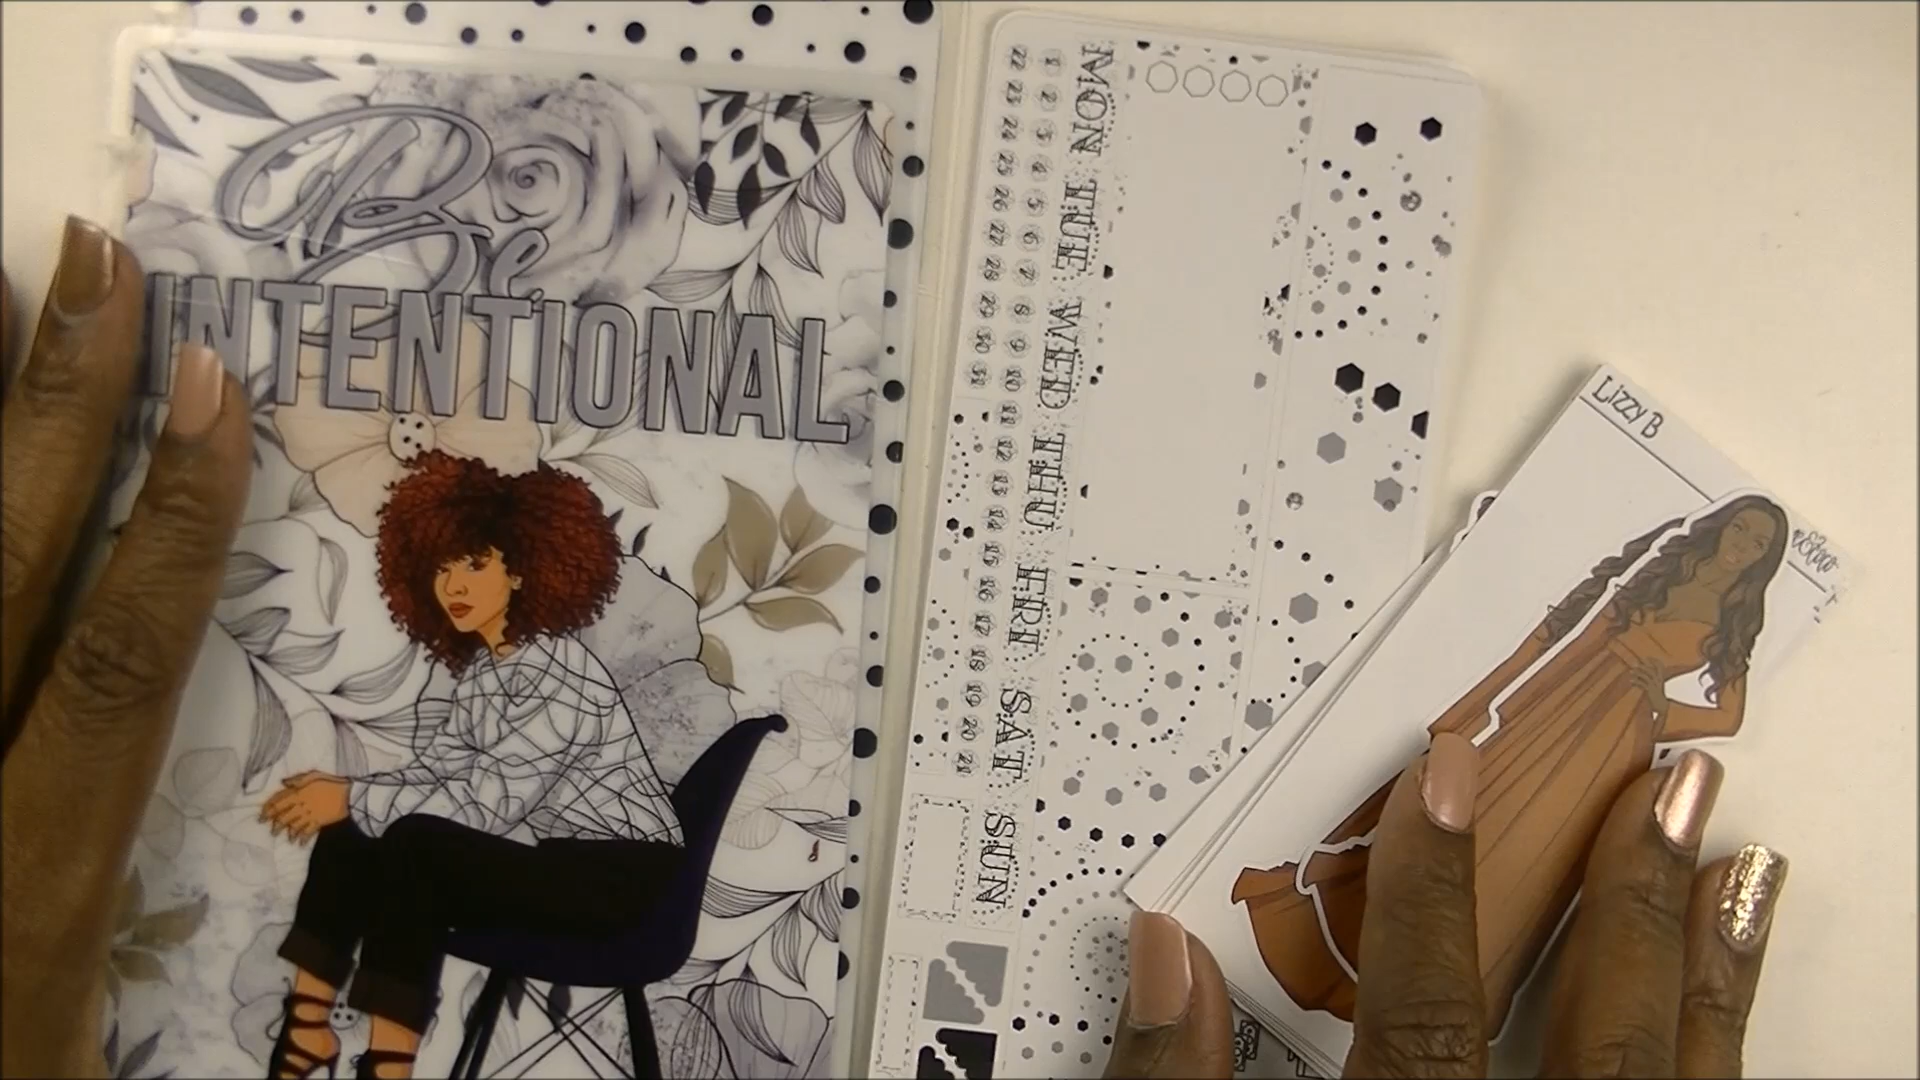 Be
INTENTIONAL
MON TUE WED THU FRI SAT SUN
1 2 3 4 5 6 7 8 9 10 11 12 13 14 15 16 17 18 19 20 21
22 23 24 25 26 27 28 29 30 31
Lizzy B